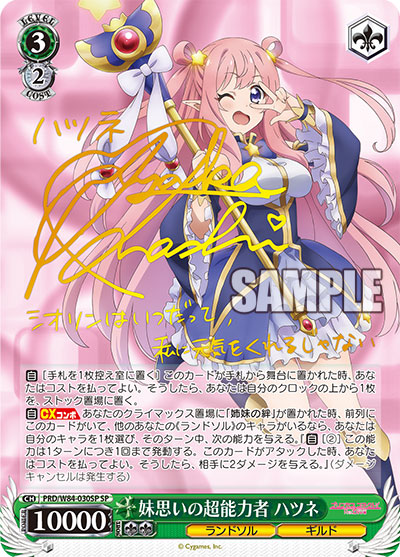 LEVEL
3
2
COST
ハツネ
SAMPLE
シオリンはいつだって、
私に元気をくれるしゃない
自 [手札を1枚控え室に置く] このカードが手札から舞台に置かれた時、あな
たはコストを払ってよい。そうしたら、あなたは自分のクロックの上から1枚
を、ストック置場に置く。
自 CXコンボ あなたのクライマックス置場に「姉妹の絆」が置かれた時、前列に
このカードがいて、他のあなたの《ランドソル》のキャラがいるなら、あなたは自
分のキャラを1枚選び、そのターン中、次の能力を与える。『自 [②] この能
力は1ターンにつき1回まで発動する。このカードがアタックした時、あなたは
コストを払ってよい。そうしたら、相手に2ダメージを与える。』(ダメージ
キャンセルは発生する)
CH PRD/W84-030SP SP
妹思いの超能力者 ハツネ
10000
ランドソル
ギルド
© Cygames, Inc.